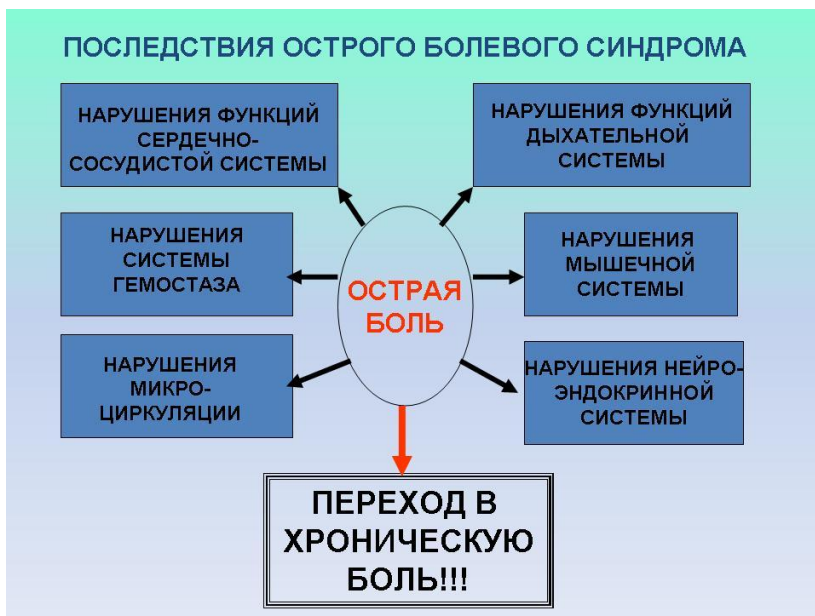 ПОСЛЕДСТВИЯ ОСТРОГО БОЛЕВОГО СИНДРОМА
НАРУШЕНИЯ ФУНКЦИЙ
СЕРДЕЧНО-
СОСУДИСТОЙ СИСТЕМЫ
НАРУШЕНИЯ ФУНКЦИЙ
ДЫХАТЕЛЬНОЙ
СИСТЕМЫ
НАРУШЕНИЯ
СИСТЕМЫ
ГЕМОСТАЗА
ОСТРАЯ
БОЛЬ
НАРУШЕНИЯ
МЫШЕЧНОЙ
СИСТЕМЫ
НАРУШЕНИЯ
МИКРО-
ЦИРКУЛЯЦИИ
НАРУШЕНИЯ НЕЙРО-
ЭНДОКРИННОЙ
СИСТЕМЫ
ПЕРЕХОД В
ХРОНИЧЕСКУЮ
БОЛЬ!!!